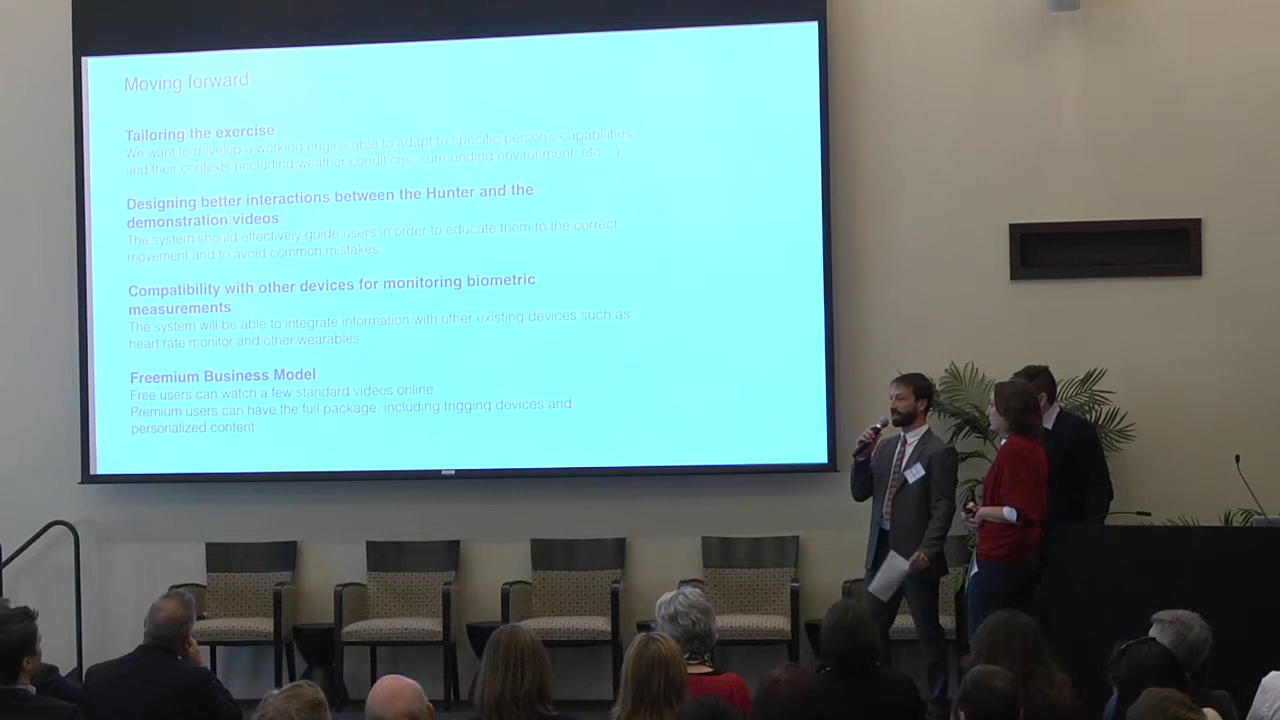 Moving forward
Tailoring the exercise
We want to develop a working engine able to adapt to specific person's capabilities
and their contexts (including weather conditions, surrounding environment, etc...)
Designing better interactions between the Hunter and the
demonstration videos
The system should effectively guide users in order to educate them to the correct
movement and to avoid common mistakes.
Compatibility with other devices for monitoring biometric
measurements
The system will be able to integrate information with other existing devices such as
heart rate monitor and other wearables.
Freemium Business Model
Free users can watch a few standard videos online.
Premium users can have the full package, including trigging devices and
personalized content.